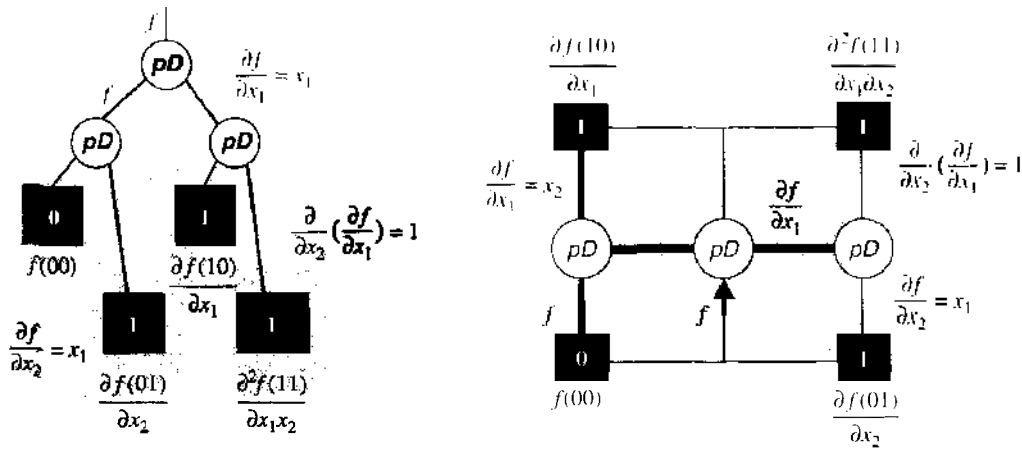 f
pD
∂f/∂x₁ = x₁
f
pD
pD
0
1
f(00)
∂f(10)/∂x₁
∂/∂x₂(∂f/∂x₁) = 1
1
1
∂f/∂x₂ = x₁
∂f(01)/∂x₂
∂²f(11)/∂x₁x₂
∂f(10)/∂x₁
∂²f(11)/∂x₁∂x₂
1
1
∂f/∂x₁ = x₂
∂f/∂x₁
∂/∂x₂·(∂f/∂x₁) = 1
pD
pD
pD
f
f
∂f/∂x₂ = x₁
0
1
f(00)
∂f(01)/∂x₂